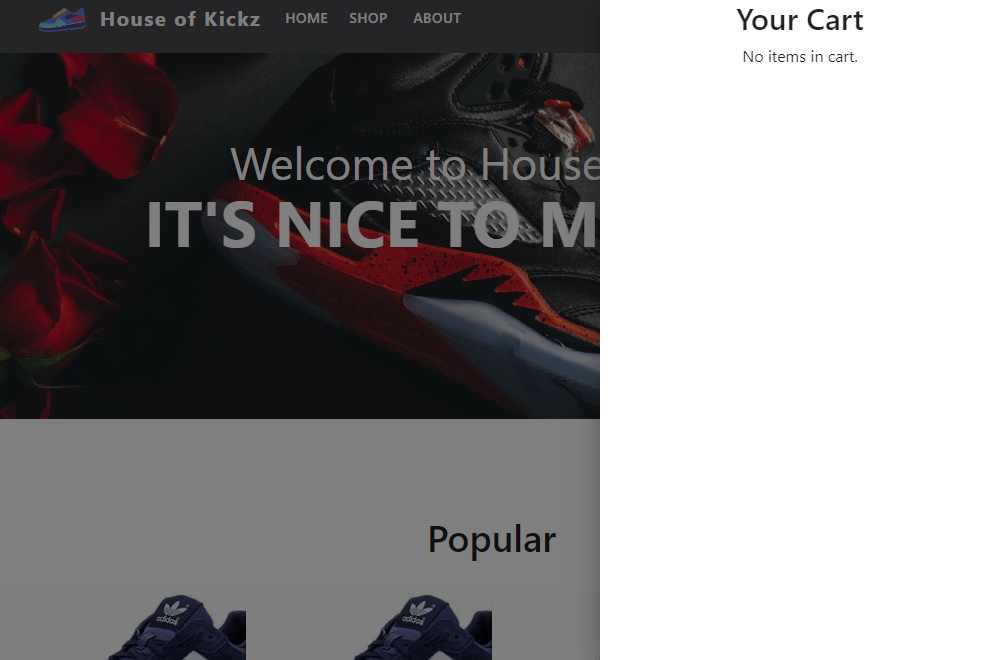 House of Kickz
HOME
SHOP
ABOUT
Welcome to House
IT'S NICE TO M
Popular
adidas
adidas
Your Cart
No items in cart.